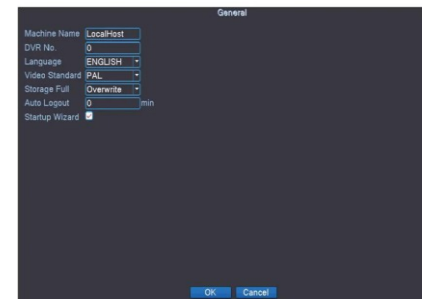 General
Machine Name LocalHost
DVR No. 0
Language ENGLISH
Video Standard PAL
Storage Full Overwrite
Auto Logout 0 min
Startup Wizard
OK Cancel